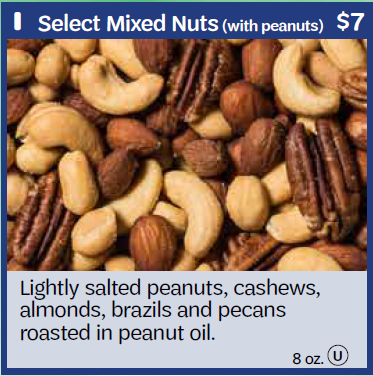 Select Mixed Nuts (with peanuts) $7
Lightly salted peanuts, cashews,
almonds, brazils and pecans
roasted in peanut oil.
8 oz. Ⓤ